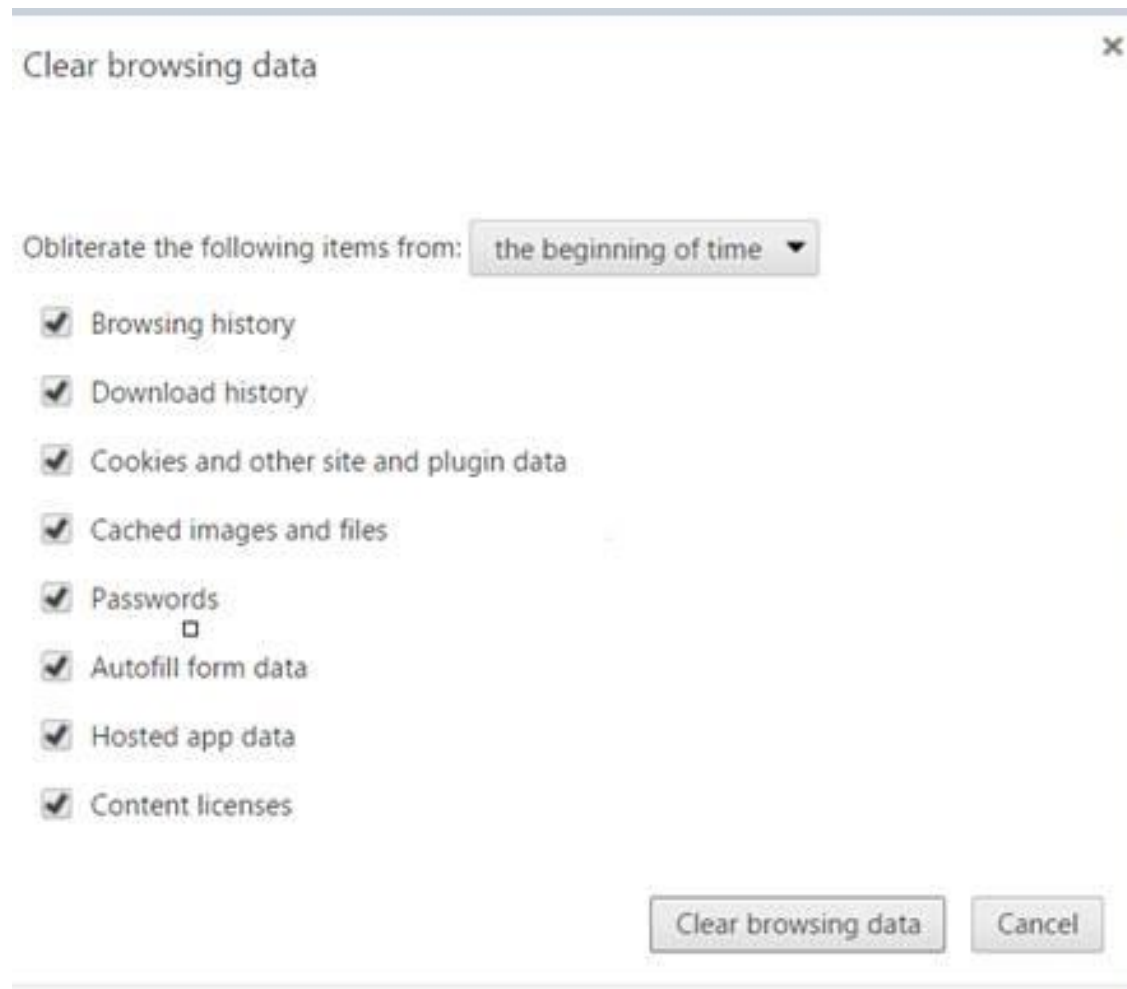 Clear browsing data
Obliterate the following items from: the beginning of time
Browsing history
Download history
Cookies and other site and plugin data
Cached images and files
Passwords
Autofill form data
Hosted app data
Content licenses
Clear browsing data Cancel